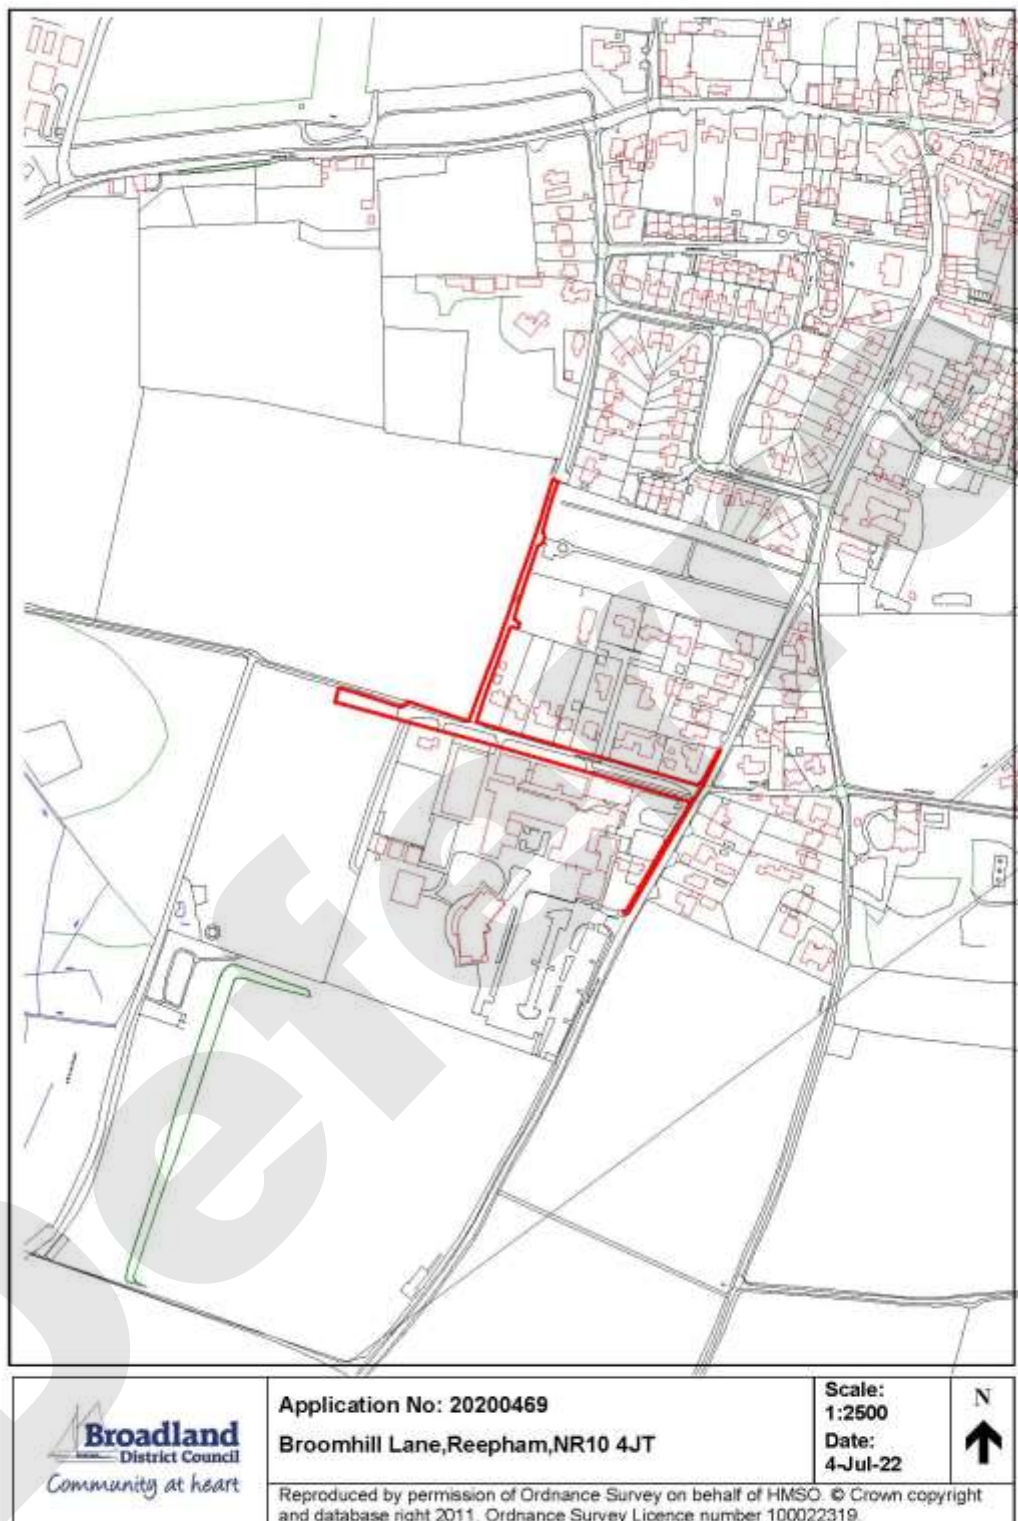 Deferred
Broadland
District Council
Community at heart
Application No: 20200469
Broomhill Lane,Reepham,NR10 4JT
Scale:
1:2500
Date:
4-Jul-22
N
Reproduced by permission of Ordnance Survey on behalf of HMSO. © Crown copyright
and database right 2011. Ordnance Survey Licence number 100022319.